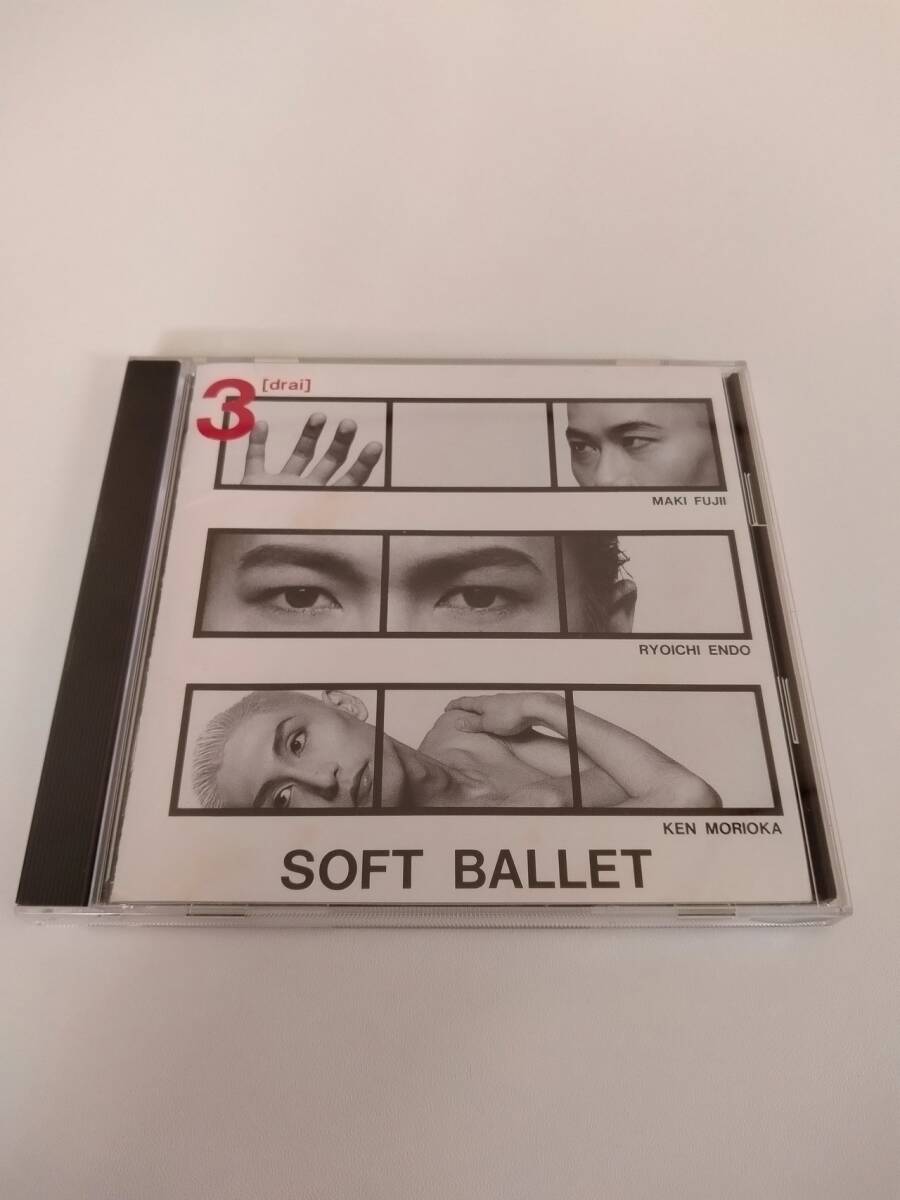 3 [drai]
MAKI FUJII
RYOICHI ENDO
KEN MORIOKA
SOFT BALLET